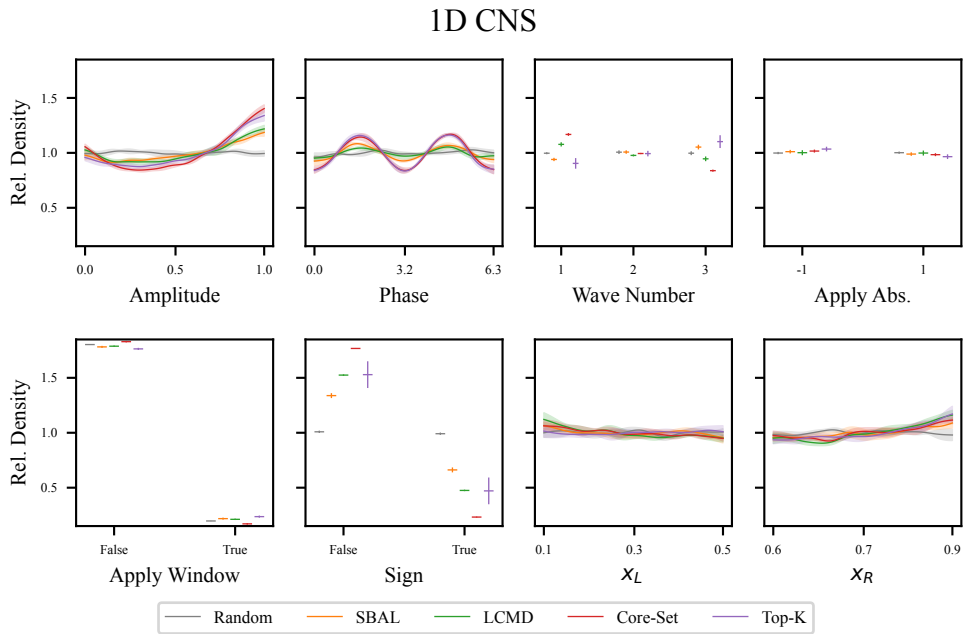 1D CNS
Rel. Density
1.5
1.0
0.5
0.0 0.5 1.0
Amplitude
0.0 3.2 6.3
Phase
1 2 3
Wave Number
-1 1
Apply Abs.
Rel. Density
1.5
1.0
0.5
False True
Apply Window
False True
Sign
0.1 0.3 0.5
x_L
0.6 0.7 0.9
x_R
Random SBAL LCMD Core-Set Top-K